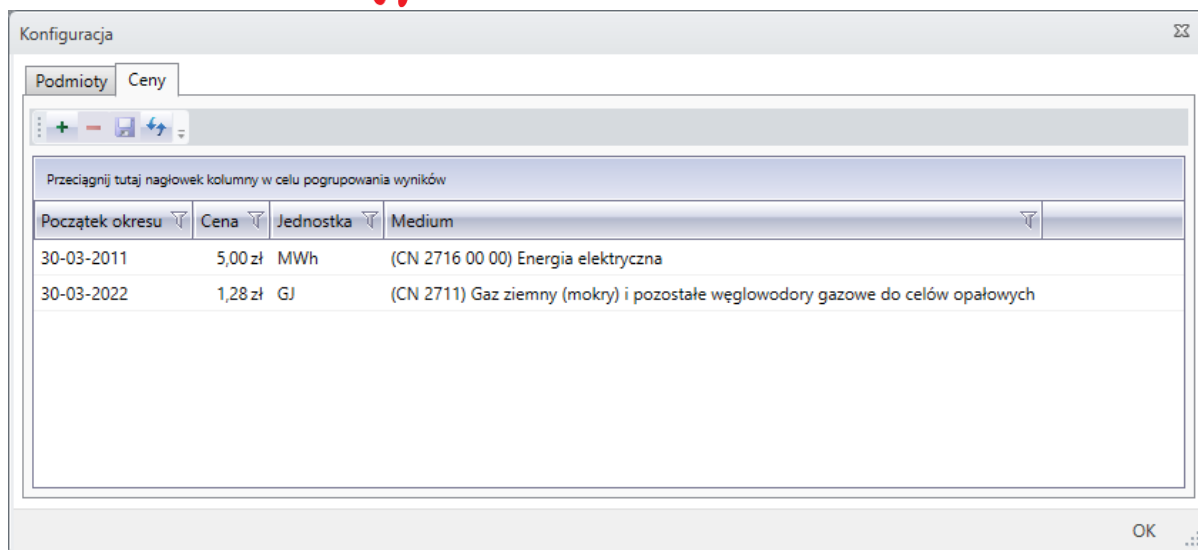 Konfiguracja
Podmioty Ceny
Przeciągnij tutaj nagłowek kolumny w celu pogrupowania wyników
Początek okresu Cena Jednostka Medium
30-03-2011 5,00 zł MWh (CN 2716 00 00) Energia elektryczna
30-03-2022 1,28 zł GJ (CN 2711) Gaz ziemny (mokry) i pozostałe węglowodory gazowe do celów opałowych
OK